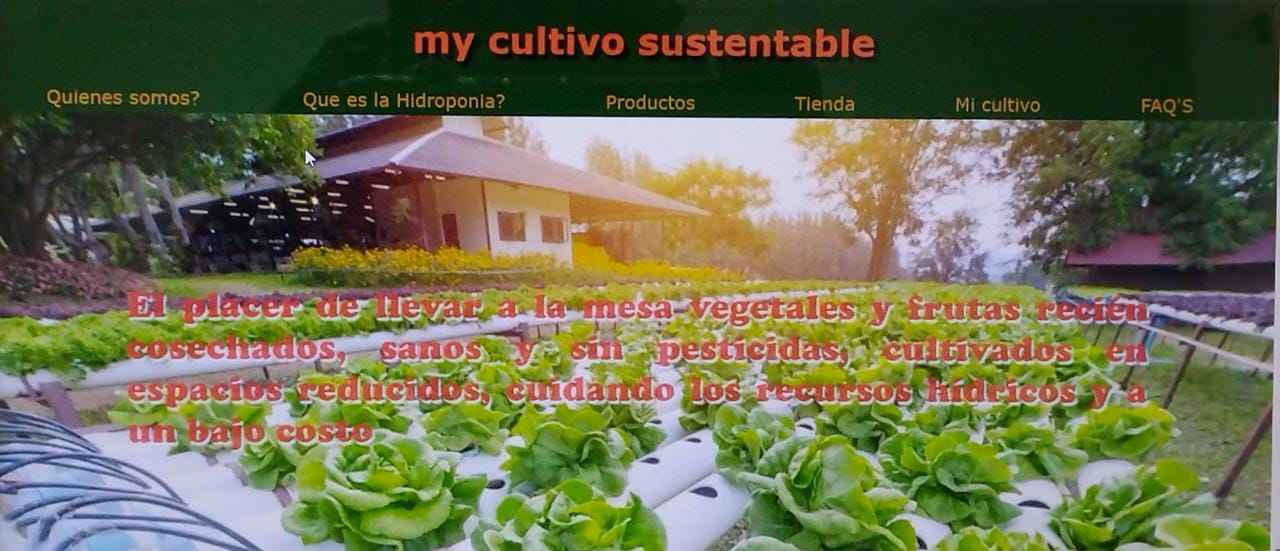 my cultivo sustentable
Quienes somos? Que es la Hidroponia? Productos Tienda Mi cultivo FAQ'S
El placer de llevar a la mesa vegetales y frutas recién
cosechados, sanos y sin pesticidas, cultivados en
espacios reducidos, cuidando los recursos hídricos y a
un bajo costo